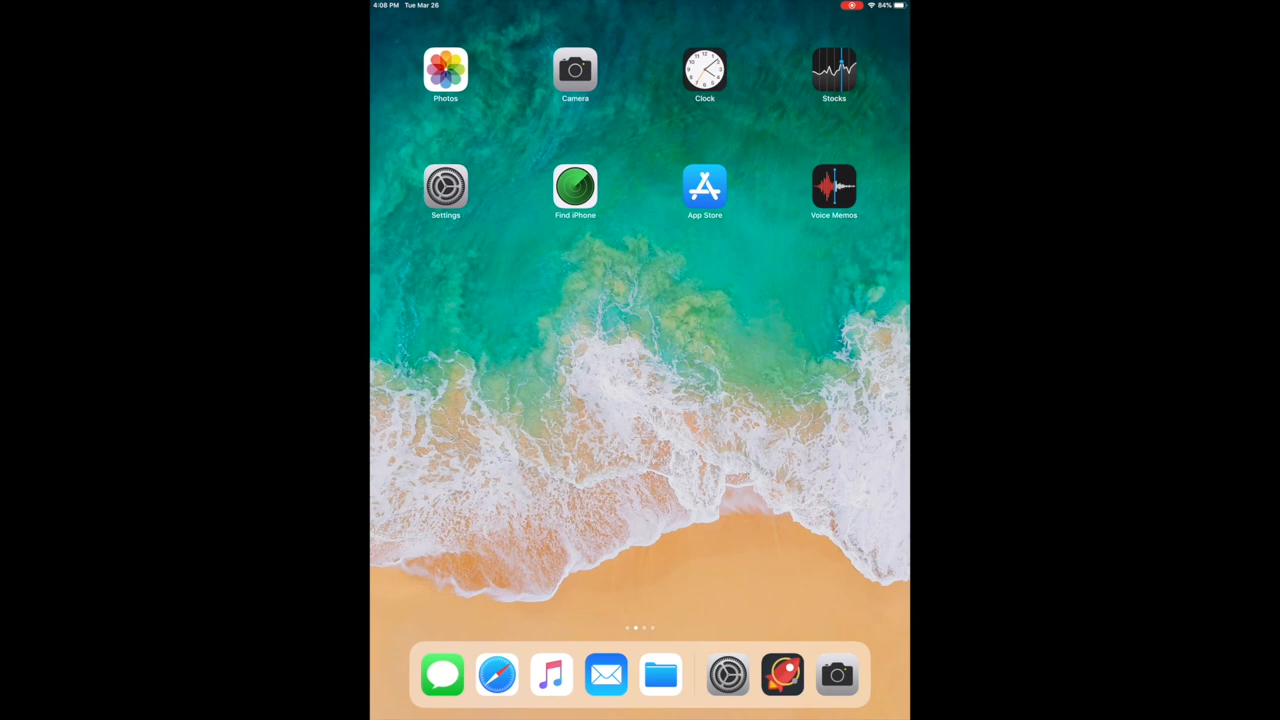 4:08 PM Tue Mar 26 84%
Photos Camera Clock Stocks
Settings Find iPhone App Store Voice Memos